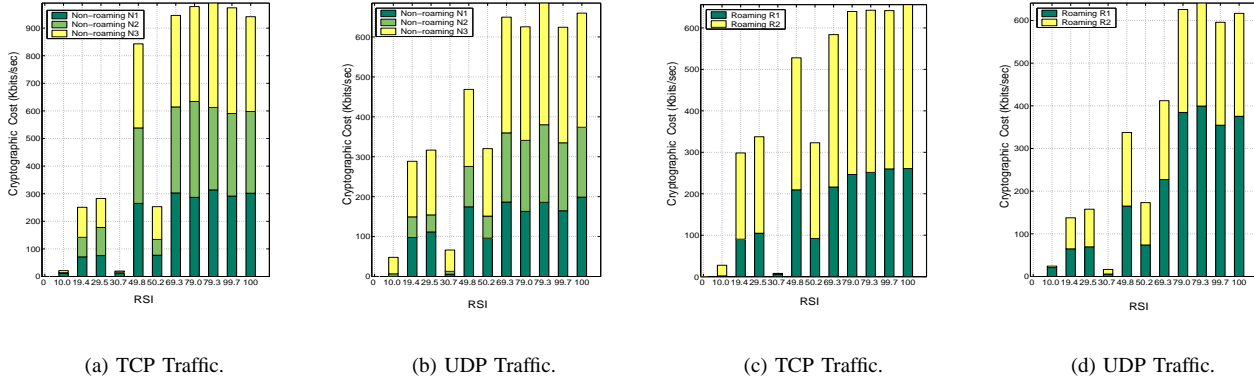 Non−roaming N1
Non−roaming N2
Non−roaming N3
Cryptographic Cost (Kbits/sec)
900
800
700
600
500
400
300
200
100
0
0 10.0 19.4 29.5 30.7 49.8 50.2 69.3 79.0 79.3 99.7 100
RSI
(a) TCP Traffic.
Non−roaming N1
Non−roaming N2
Non−roaming N3
Cryptographic Cost (Kbits/sec)
600
500
400
300
200
100
0
0 10.0 19.4 29.5 30.7 49.8 50.2 69.3 79.0 79.3 99.7 100
RSI
(b) UDP Traffic.
Roaming R1
Roaming R2
Cryptographic Cost (Kbits/sec)
600
500
400
300
200
100
0
0 10.0 19.4 29.5 30.7 49.8 50.2 69.3 79.0 79.3 99.7 100
RSI
(c) TCP Traffic.
Roaming R1
Roaming R2
Cryptographic Cost (Kbits/sec)
600
500
400
300
200
100
0
0 10.0 19.4 29.5 30.7 49.8 50.2 69.3 79.0 79.3 99.7 100
RSI
(d) UDP Traffic.